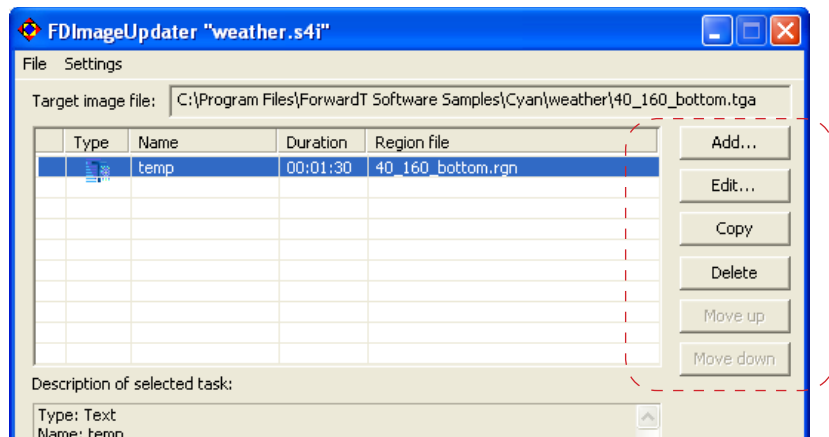 FDImageUpdater "weather.s4i"
File Settings
Target image file: C:\Program Files\ForwardT Software Samples\Cyan\weather\40_160_bottom.tga
Type Name Duration Region file
temp 00:01:30 40_160_bottom.rgn
Add...
Edit...
Copy
Delete
Move up
Move down
Description of selected task:
Type: Text
Name: temp